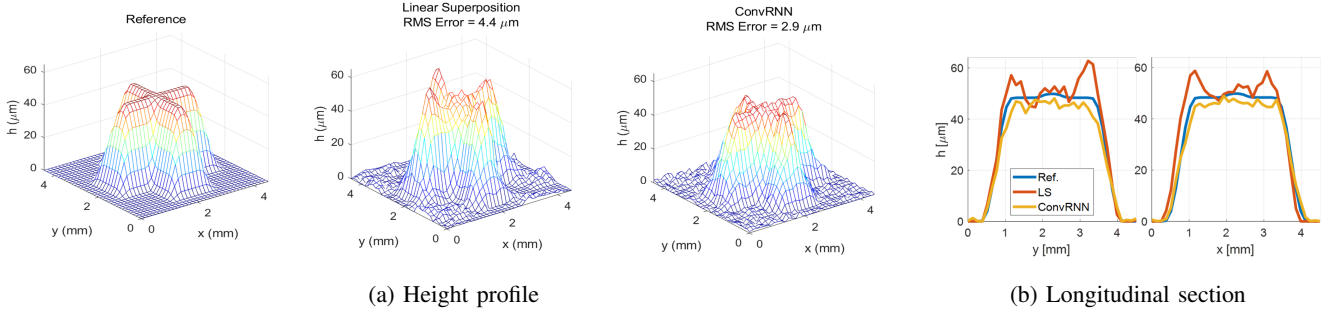 Reference
h (μm)
60
40
20
0
4
2
0
y (mm)
0
2
4
x (mm)
Linear Superposition
RMS Error = 4.4 μm
h (μm)
60
40
20
0
4
2
0
y (mm)
0
2
4
x (mm)
ConvRNN
RMS Error = 2.9 μm
h (μm)
60
40
20
0
4
2
0
y (mm)
0
2
4
x (mm)
(a) Height profile
h [μm]
60
40
20
0
0
1
2
3
4
y [mm]
Ref.
LS
ConvRNN
h [μm]
60
40
20
0
0
1
2
3
4
x [mm]
(b) Longitudinal section